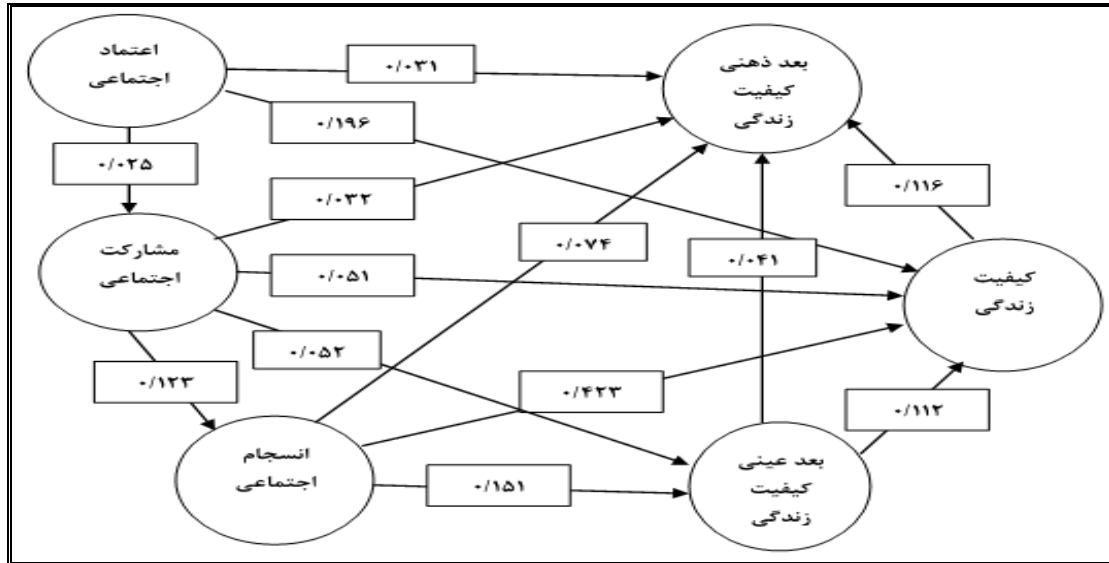 اعتماد
اجتماعی
۰/۰۳۱
بعد ذهنی
کیفیت
زندگی
۰/۱۹۶
۰/۰۲۵
۰/۱۱۶
۰/۰۳۲
مشارکت
اجتماعی
۰/۰۷۴
۰/۰۴۱
۰/۰۵۱
کیفیت
زندگی
۰/۰۵۲
۰/۱۲۳
۰/۴۲۳
۰/۱۱۲
انسجام
اجتماعی
۰/۱۵۱
بعد عینی
کیفیت
زندگی